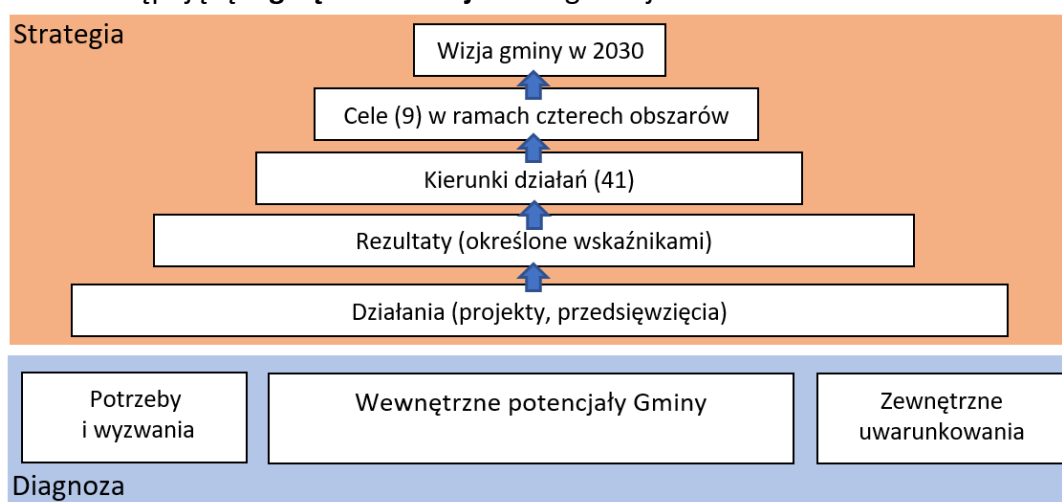 Strategia
Wizja gminy w 2030
Cele (9) w ramach czterech obszarów
Kierunki działań (41)
Rezultaty (określone wskaźnikami)
Działania (projekty, przedsięwzięcia)
Potrzeby
i wyzwania
Wewnętrzne potencjały Gminy
Zewnętrzne
uwarunkowania
Diagnoza